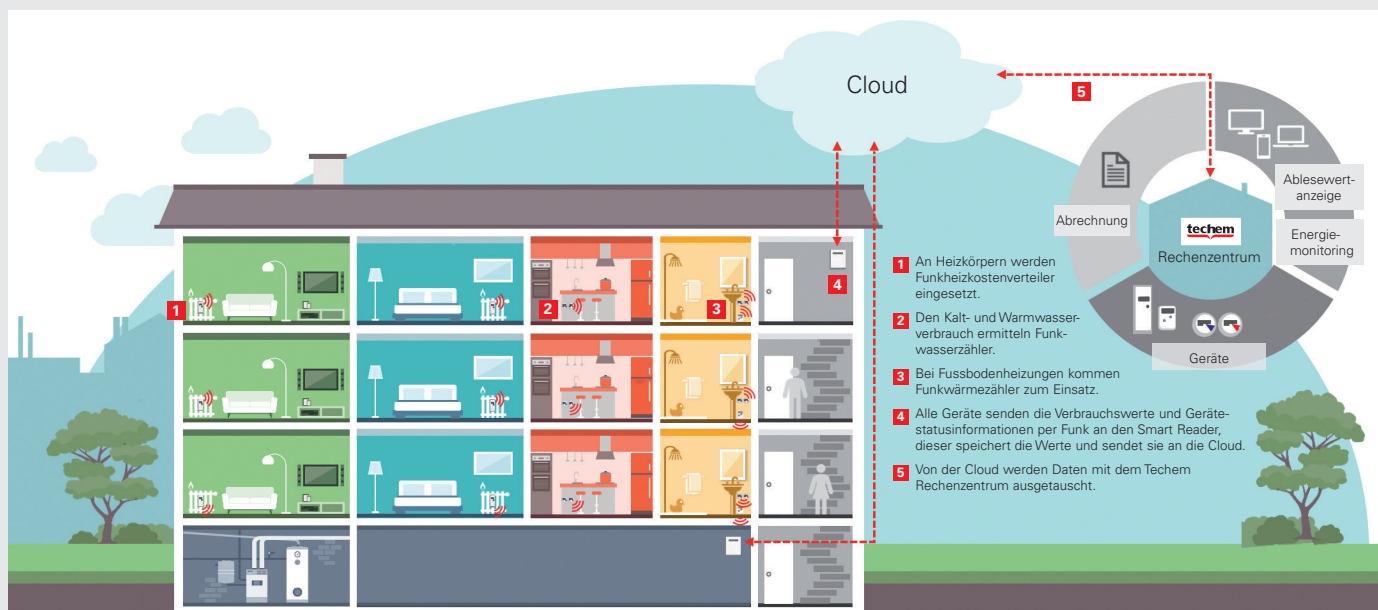 Cloud
5
Abrechnung
Ablesewert-
anzeige
Energie-
monitoring
techem
Rechenzentrum
Geräte
1
2
3
4
1 An Heizkörpern werden
Funkheizkostenverteiler
eingesetzt.
2 Den Kalt- und Warmwasser-
verbrauch ermitteln Funk-
wasserzähler.
3 Bei Fussbodenheizungen kommen
Funkwärmezähler zum Einsatz.
4 Alle Geräte senden die Verbrauchswerte und Geräte-
statusinformationen per Funk an den Smart Reader,
dieser speichert die Werte und sendet sie an die Cloud.
5 Von der Cloud werden Daten mit dem Techem
Rechenzentrum ausgetauscht.